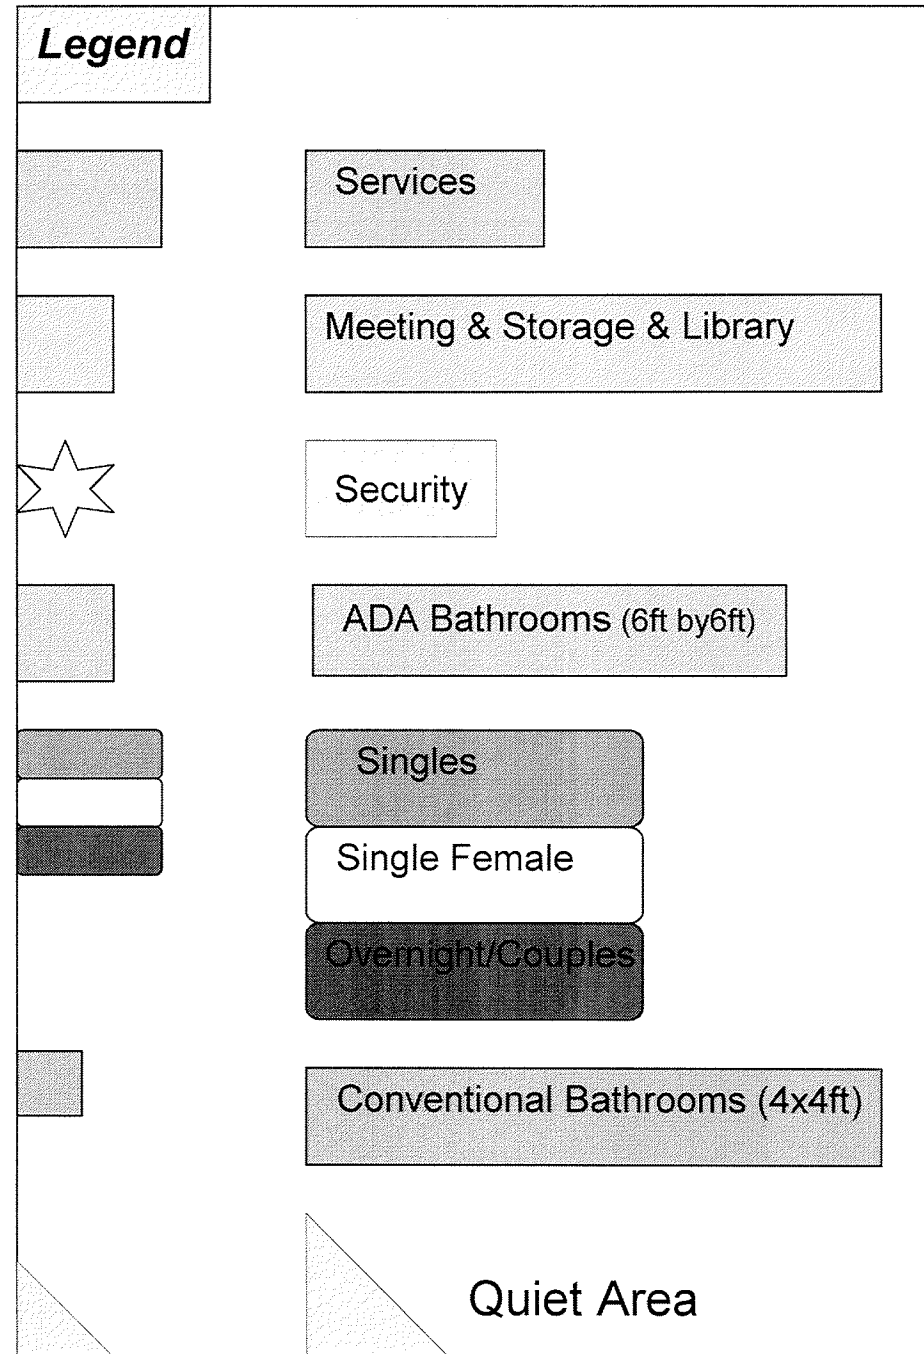 Legend
Services
Meeting & Storage & Library
Security
ADA Bathrooms (6ft by6ft)
Singles
Single Female
Overnight/Couples
Conventional Bathrooms (4x4ft)
Quiet Area